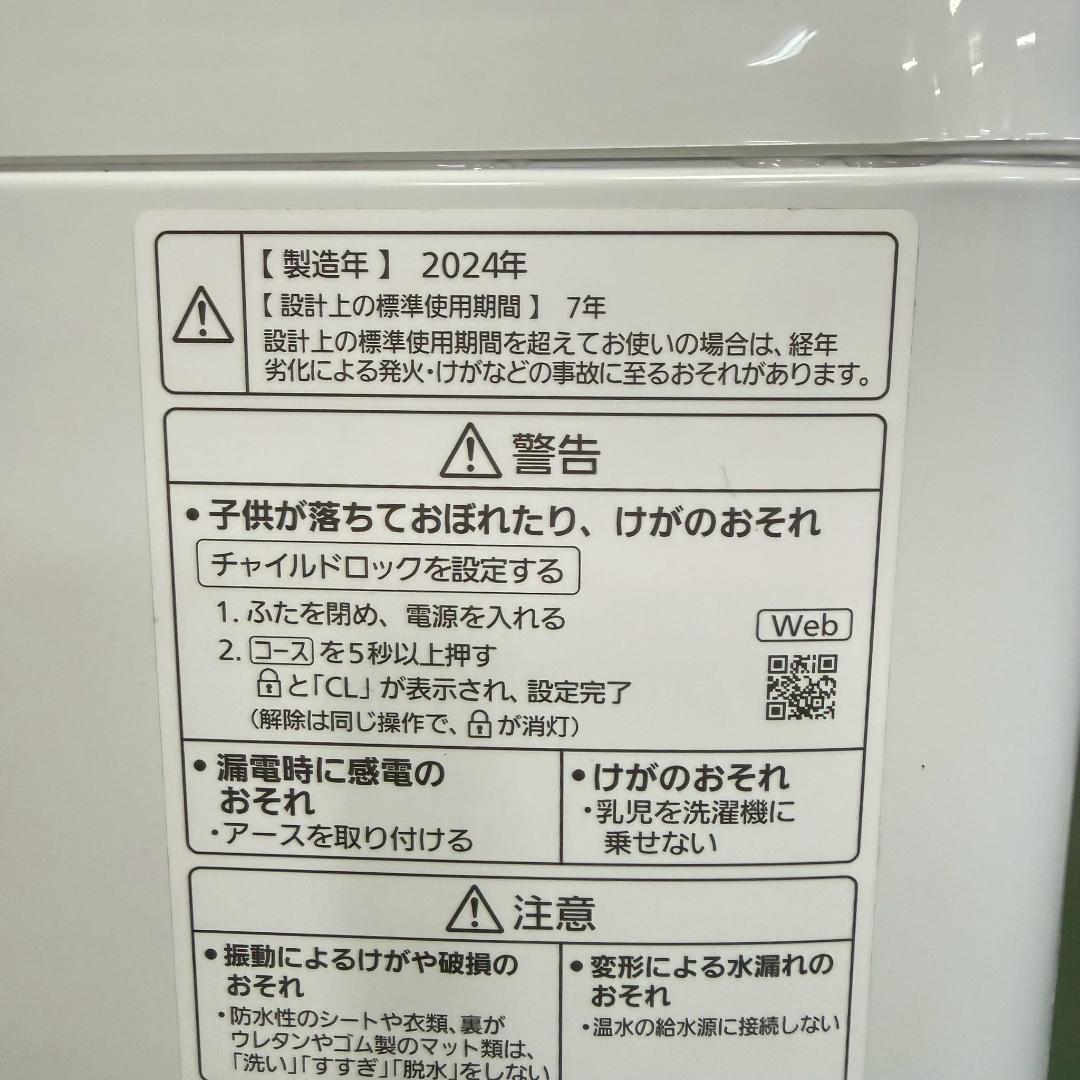 【 製造年 】 2024年
【 設計上の標準使用期間 】 7年
設計上の標準使用期間を超えてお使いの場合は、経年
劣化による発火・けがなどの事故に至るおそれがあります。
警告
• 子供が落ちておぼれたり、けがのおそれ
チャイルドロックを設定する
1. ふたを閉め、電源を入れる
Web
2. コース を5秒以上押す
と「CL」が表示され、設定完了
（解除は同じ操作で、 が消灯）
• 漏電時に感電の
おそれ
・アースを取り付ける
• けがのおそれ
・乳児を洗濯機に
乗せない
注意
• 振動によるけがや破損の
おそれ
・防水性のシートや衣類、裏が
ウレタンやゴム製のマット類は、
「洗い」「すすぎ」「脱水」をしない
• 変形による水漏れの
おそれ
・温水の給水源に接続しない